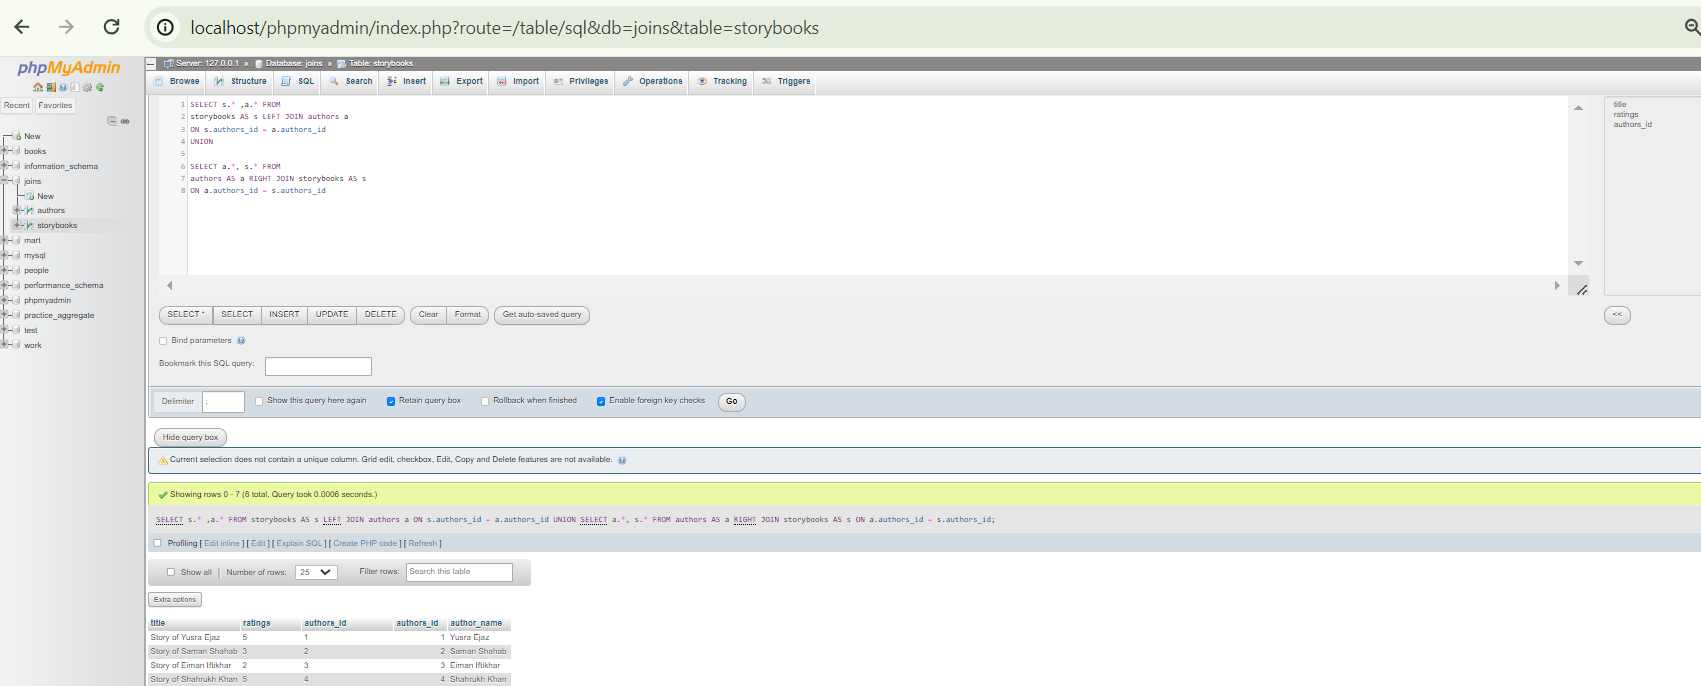 localhost/phpmyadmin/index.php?route=/table/sql&db=joins&table=storybooks
phpMyAdmin
Recent Favorites
New
books
information_schema
joins
New
authors
storybooks
mart
mysql
people
performance_schema
phpmyadmin
practice_aggregate
test
work
Server: 127.0.0.1 » Database: joins » Table: storybooks
Browse Structure SQL Search Insert Export Import Privileges Operations Tracking Triggers
1 SELECT s.* ,a.* FROM
2 storybooks AS s LEFT JOIN authors a
3 ON s.authors_id = a.authors_id
4 UNION
5
6 SELECT a.*, s.* FROM
7 authors AS a RIGHT JOIN storybooks AS s
8 ON a.authors_id = s.authors_id
title
ratings
authors_id
SELECT * SELECT INSERT UPDATE DELETE Clear Format Get auto-saved query <<
Bind parameters
Bookmark this SQL query:
Delimiter ; Show this query here again Retain query box Rollback when finished Enable foreign key checks Go
Hide query box
Current selection does not contain a unique column. Grid edit, checkbox, Edit, Copy and Delete features are not available.
Showing rows 0 - 7 (8 total, Query took 0.0006 seconds.)
SELECT s.* ,a.* FROM storybooks AS s LEFT JOIN authors a ON s.authors_id = a.authors_id UNION SELECT a.*, s.* FROM authors AS a RIGHT JOIN storybooks AS s ON a.authors_id = s.authors_id;
Profiling [ Edit inline ] [ Edit ] [ Explain SQL ] [ Create PHP code ] [ Refresh ]
Show all | Number of rows: 25 Filter rows: Search this table
Extra options
title ratings authors_id authors_id author_name
Story of Yusra Ejaz 5 1 1 Yusra Ejaz
Story of Saman Shahab 3 2 2 Saman Shahab
Story of Eiman Iftikhar 2 3 3 Eiman Iftikhar
Story of Shahrukh Khan 5 4 4 Shahrukh Khan